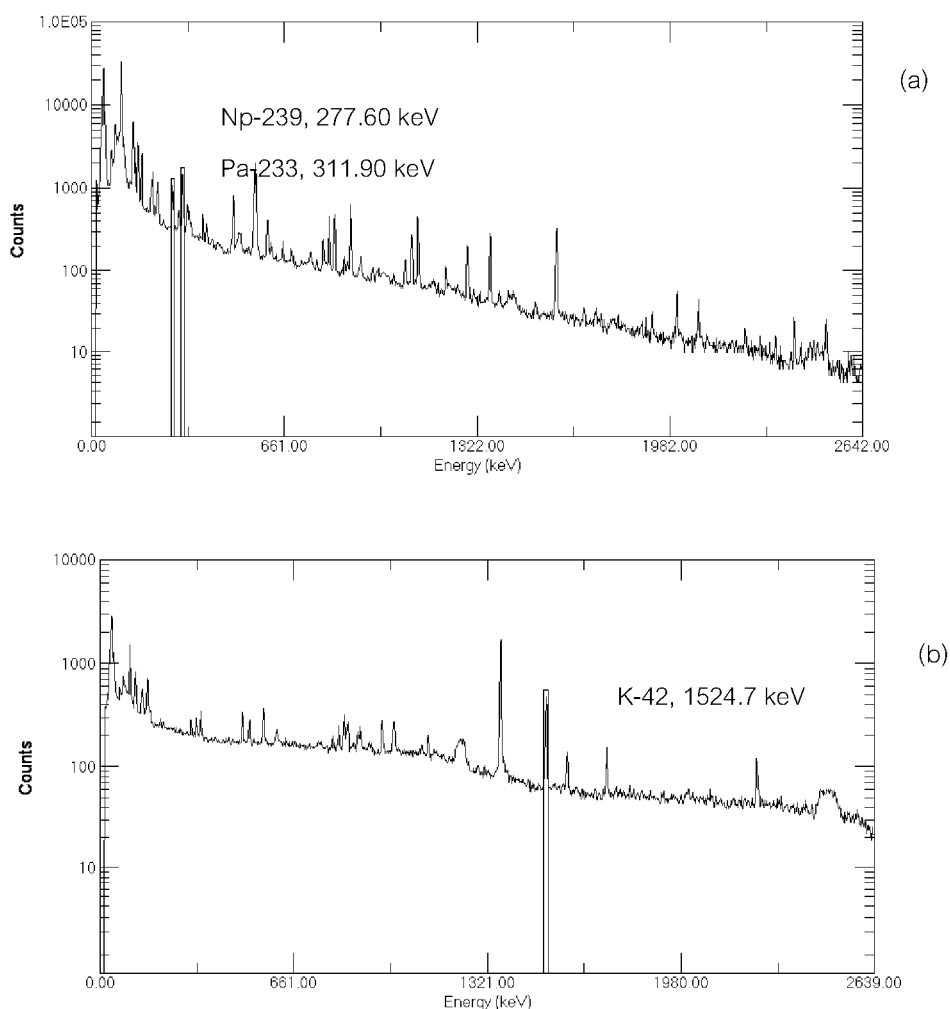 1.0E05
(a)
10000
Np-239, 277.60 keV
Pa-233, 311.90 keV
1000
Counts
100
10
0.00 661.00 1322.00 1982.00 2642.00
Energy (keV)
10000
(b)
1000
K-42, 1524.7 keV
Counts
100
10
0.00 661.00 1321.00 1980.00 2639.00
Energy (keV)